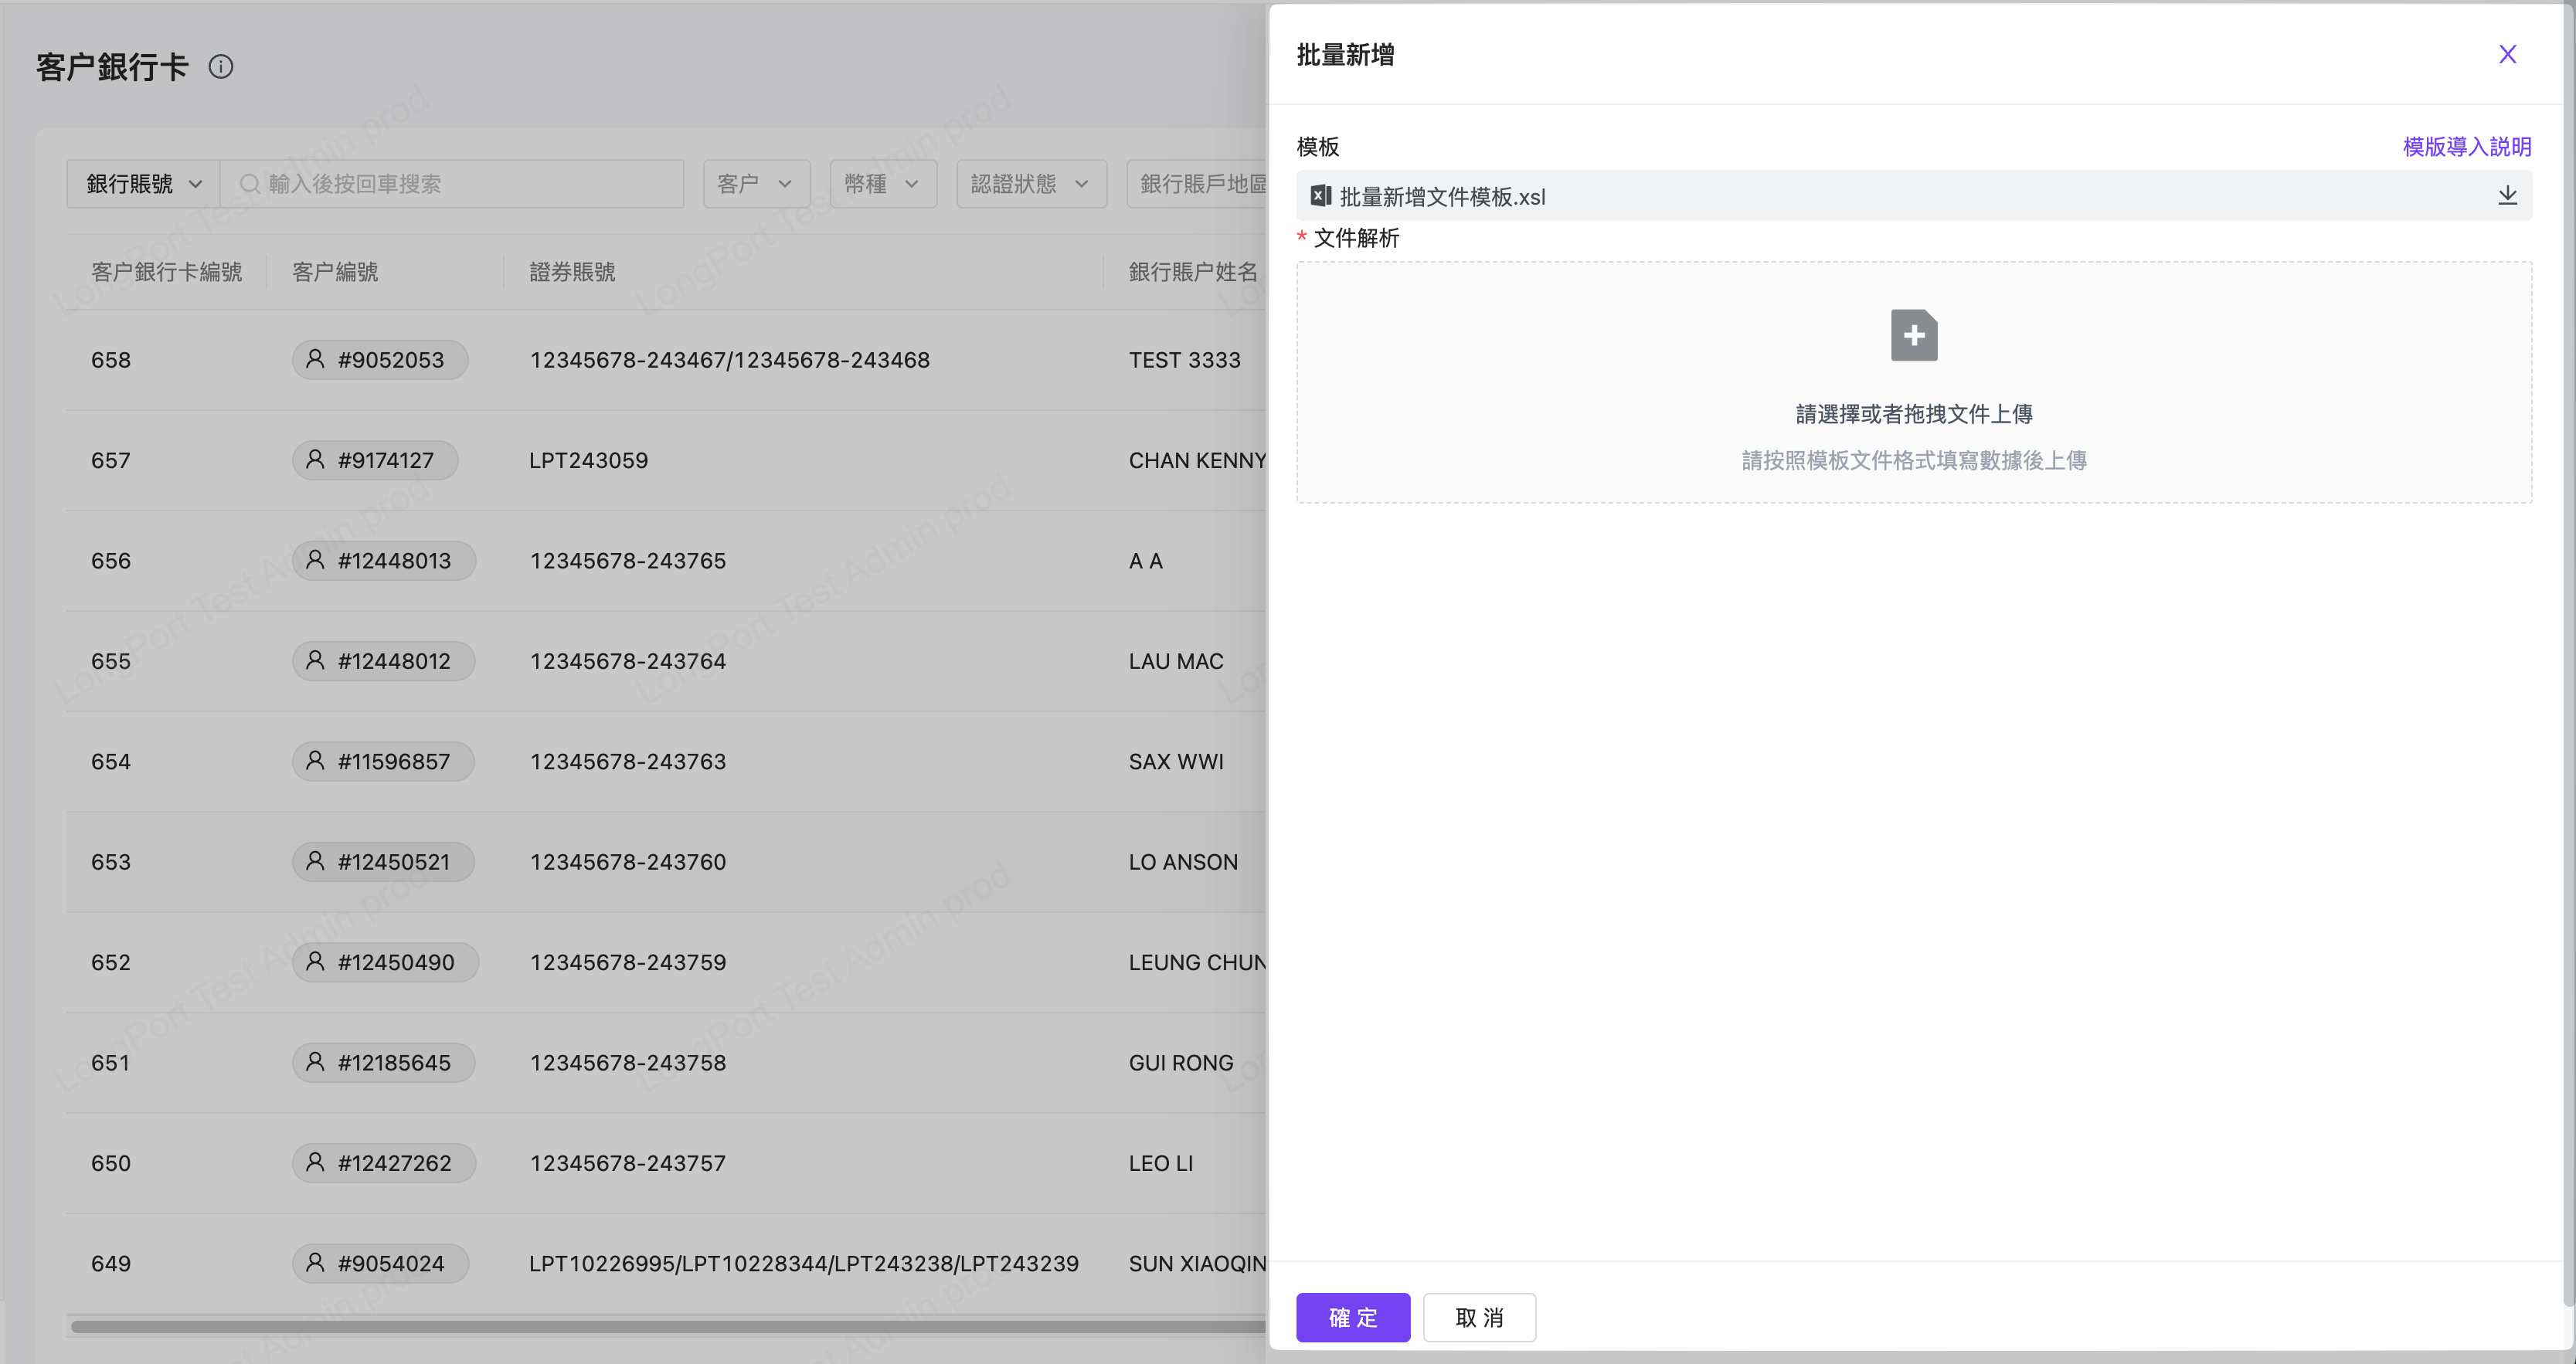 客户銀行卡
銀行賬號 輸入後按回車搜索 客户 幣種 認證狀態 銀行賬戶地區
客户銀行卡編號 客户編號 證券賬號 銀行賬户姓名
658 #9052053 12345678-243467/12345678-243468 TEST 3333
657 #9174127 LPT243059 CHAN KENNY
656 #12448013 12345678-243765 A A
655 #12448012 12345678-243764 LAU MAC
654 #11596857 12345678-243763 SAX WWI
653 #12450521 12345678-243760 LO ANSON
652 #12450490 12345678-243759 LEUNG CHUN
651 #12185645 12345678-243758 GUI RONG
650 #12427262 12345678-243757 LEO LI
649 #9054024 LPT10226995/LPT10228344/LPT243238/LPT243239 SUN XIAOQIN
LongPort Test Admin prod
批量新增
模板 模版導入説明
批量新增文件模板.xsl
* 文件解析
請選擇或者拖拽文件上傳
請按照模板文件格式填寫數據後上傳
確定 取消